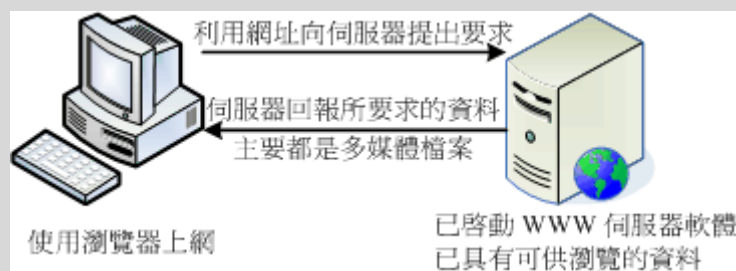 利用網址向伺服器提出要求
伺服器回報所要求的資料
主要都是多媒體檔案
使用瀏覽器上網
已啓動 WWW 伺服器軟體
已具有可供瀏覽的資料